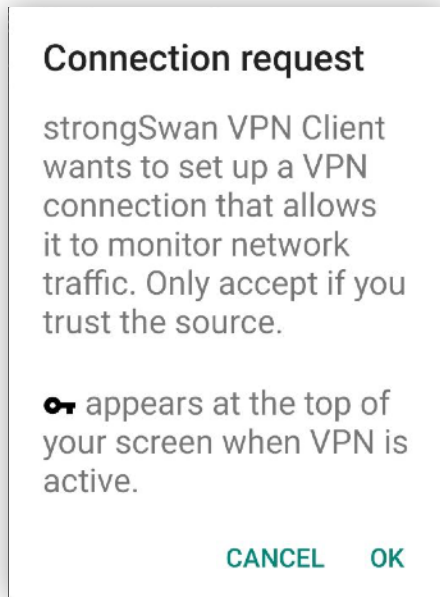 Connection request
strongSwan VPN Client
wants to set up a VPN
connection that allows
it to monitor network
traffic. Only accept if you
trust the source.
appears at the top of
your screen when VPN is
active.
CANCEL OK